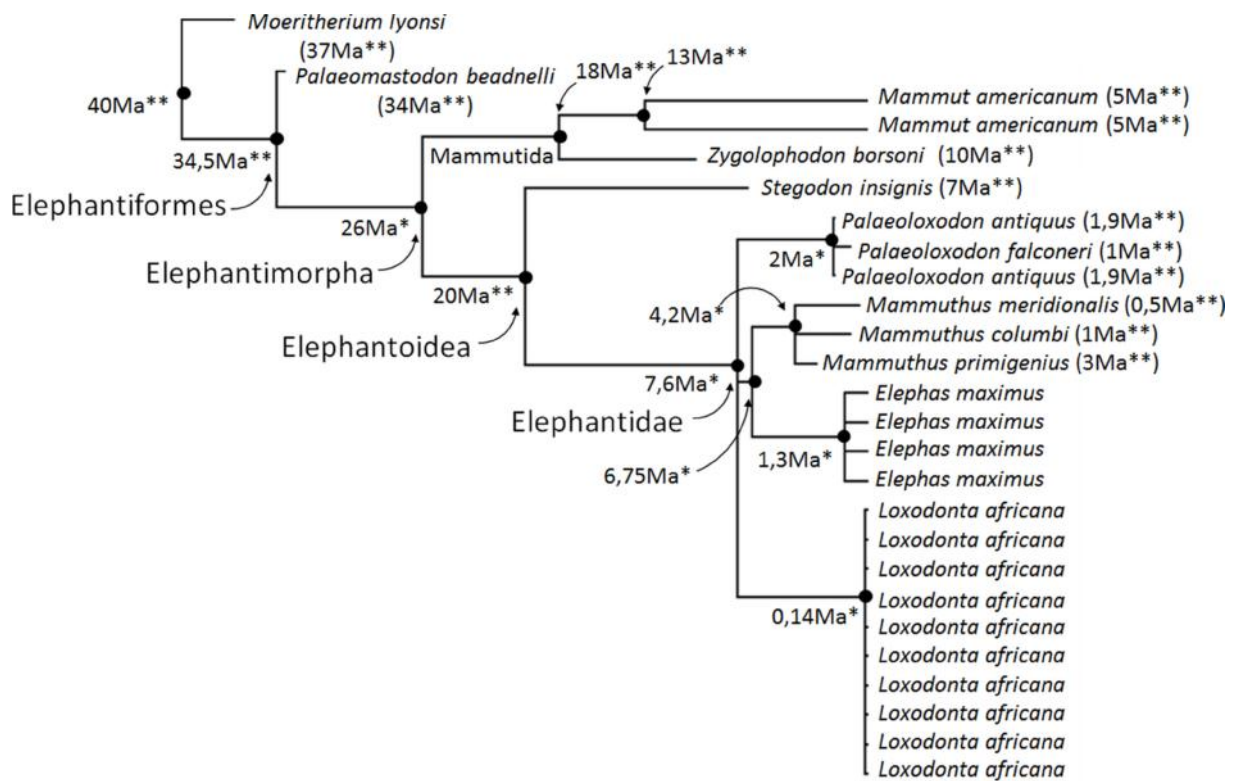 Moeritherium lyonsi
(37Ma**)
Palaeomastodon beadnelli
(34Ma**)
18Ma**
13Ma**
40Ma**
Mammut americanum (5Ma**)
Mammut americanum (5Ma**)
34,5Ma**
Mammutida
Zygolophodon borsoni (10Ma**)
Elephantiformes
Stegodon insignis (7Ma**)
26Ma*
Palaeoloxodon antiquus (1,9Ma**)
Palaeoloxodon falconeri (1Ma**)
2Ma*
Palaeoloxodon antiquus (1,9Ma**)
Elephantimorpha
20Ma**
4,2Ma*
Mammuthus meridionalis (0,5Ma**)
Mammuthus columbi (1Ma**)
Mammuthus primigenius (3Ma**)
Elephantoidea
7,6Ma*
Elephantidae
Elephas maximus
Elephas maximus
Elephas maximus
Elephas maximus
1,3Ma*
6,75Ma*
Loxodonta africana
Loxodonta africana
Loxodonta africana
Loxodonta africana
0,14Ma*
Loxodonta africana
Loxodonta africana
Loxodonta africana
Loxodonta africana
Loxodonta africana
Loxodonta africana